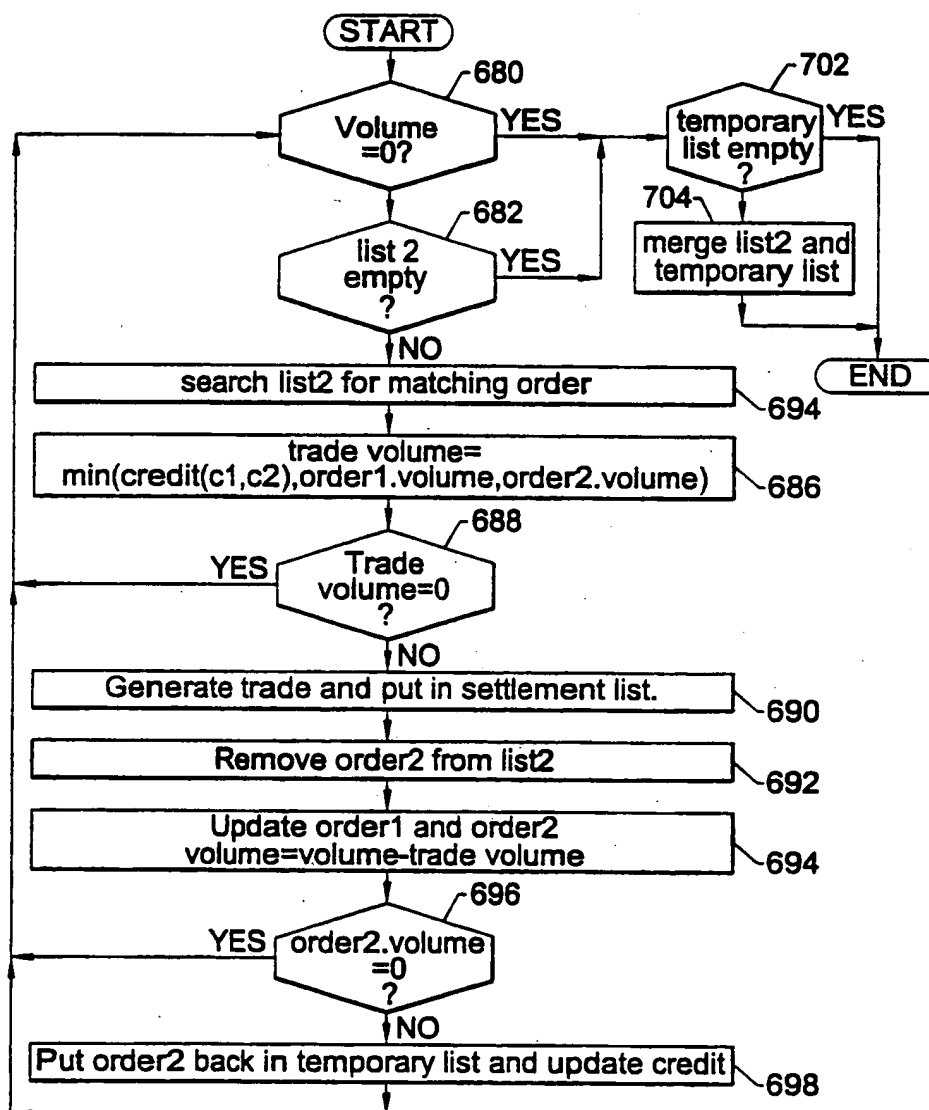 START
680
Volume
=0?
YES
702
temporary
list empty
?
YES
682
list 2
empty
?
YES
704
merge list2 and
temporary list
END
NO
search list2 for matching order
694
trade volume=
min(credit(c1,c2),order1.volume,order2.volume)
686
688
Trade
volume=0
?
YES
NO
Generate trade and put in settlement list.
690
Remove order2 from list2
692
Update order1 and order2
volume=volume-trade volume
694
696
order2.volume
=0
?
YES
NO
Put order2 back in temporary list and update credit
698